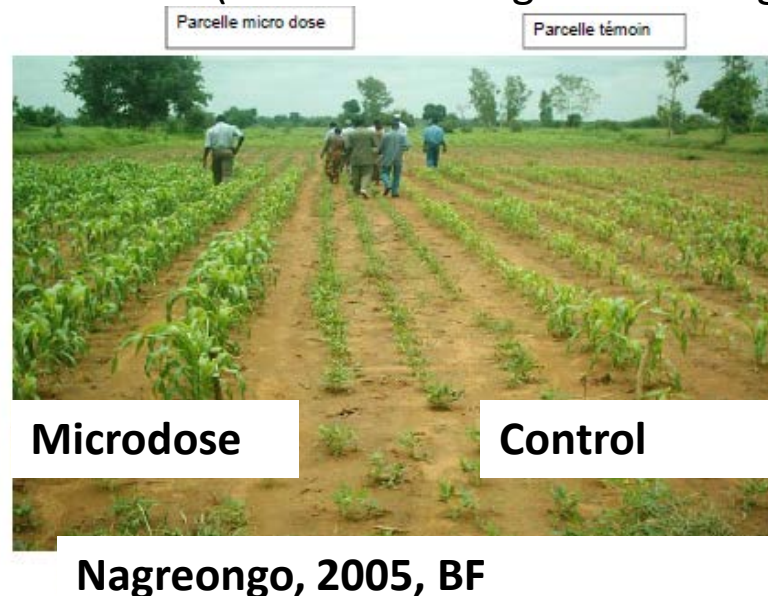 Parcelle micro dose
Parcelle témoin
Microdose
Control
Nagreongo, 2005, BF